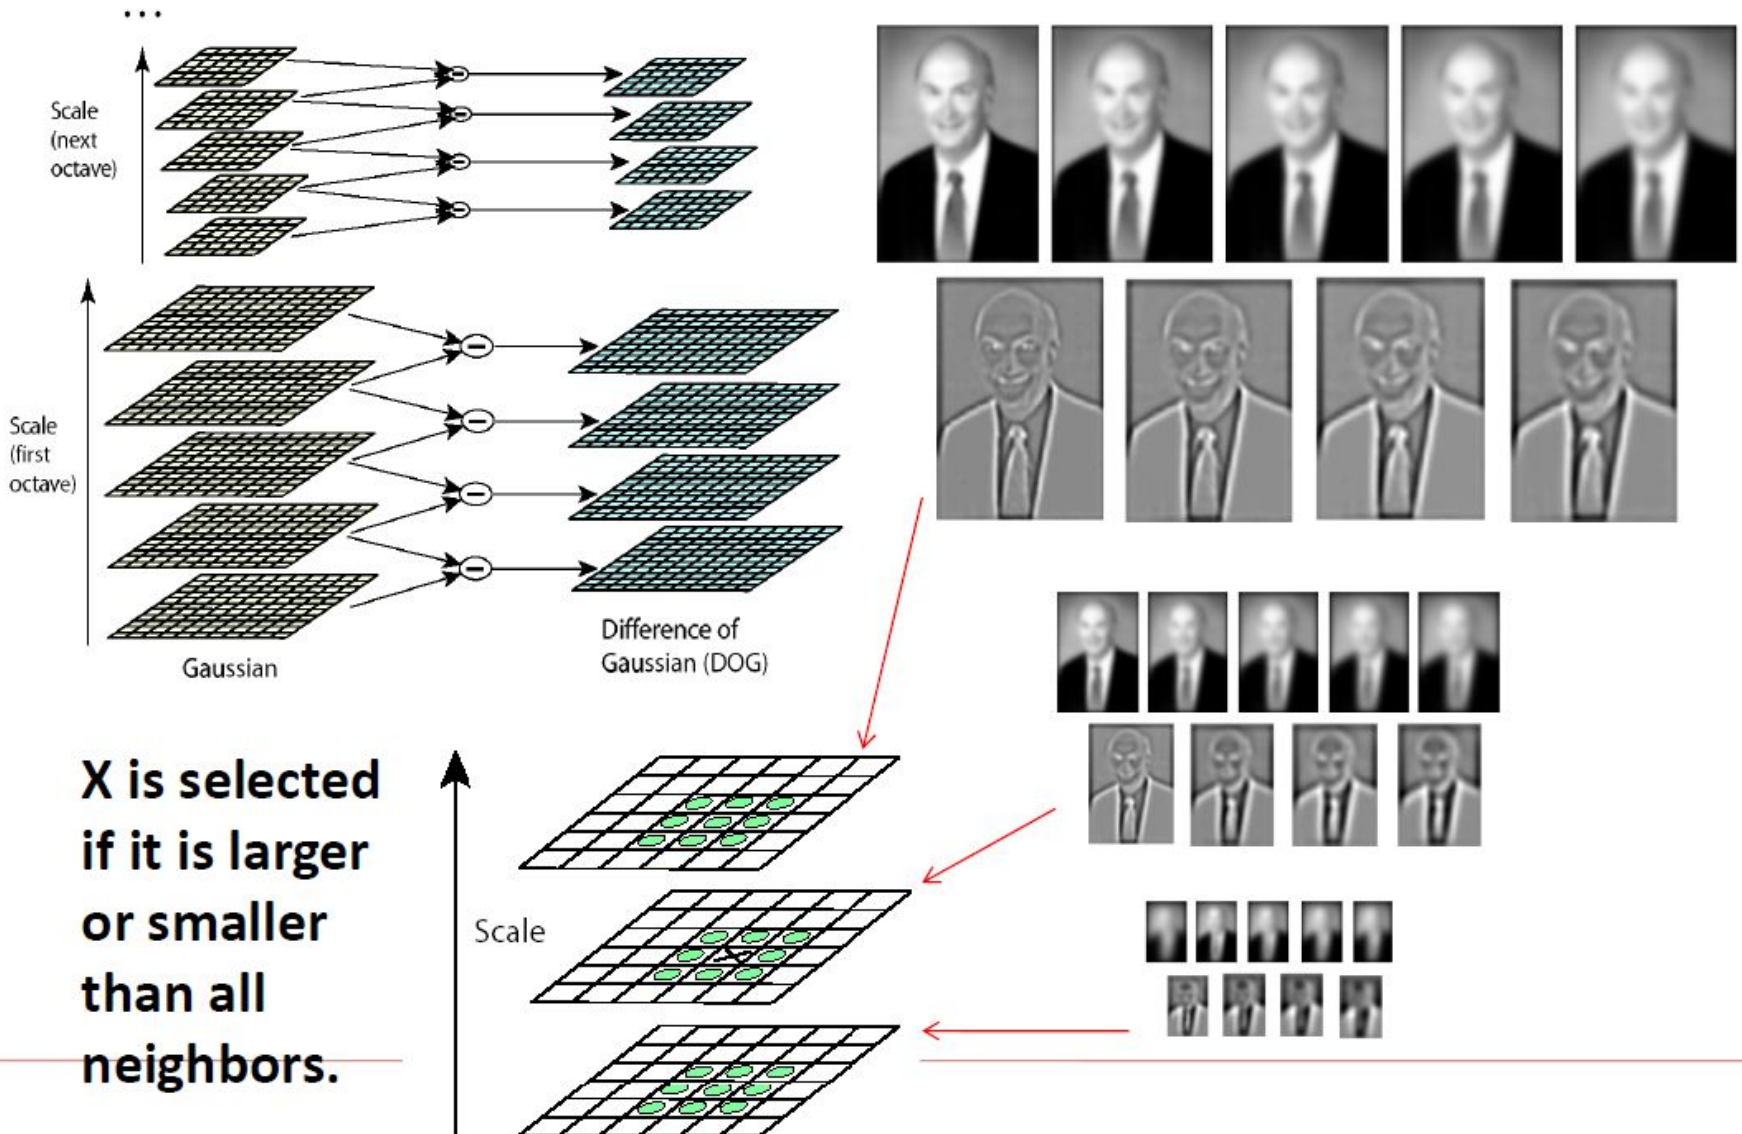 ...
Scale
(next
octave)
Scale
(first
octave)
Gaussian
Difference of
Gaussian (DOG)
X is selected
if it is larger
or smaller
than all
neighbors.
Scale